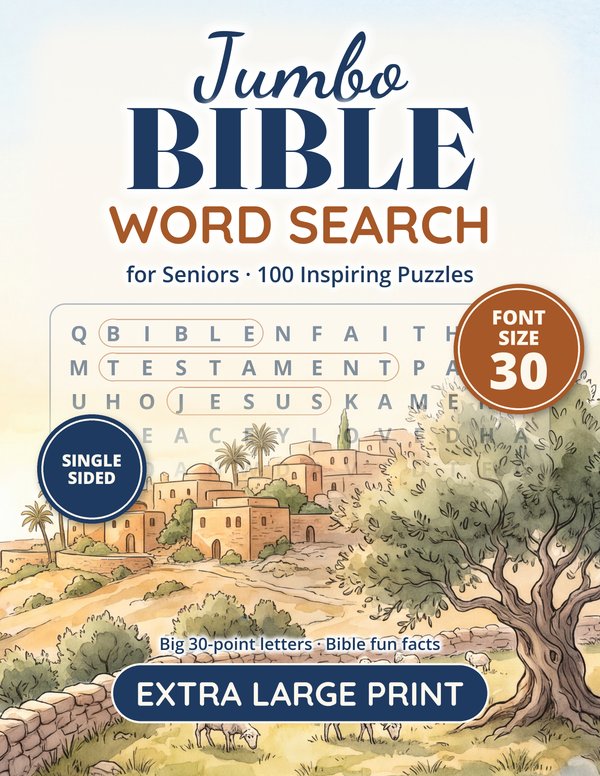 Jumbo
BIBLE
WORD SEARCH
for Seniors · 100 Inspiring Puzzles
FONT
SIZE
30
Q B I B L E N F A I T H
M T E S T A M E N T P A
U H O J E S U S K A M E
E A C E Y L O V E D H A
SINGLE
SIDED
Big 30-point letters · Bible fun facts
EXTRA LARGE PRINT